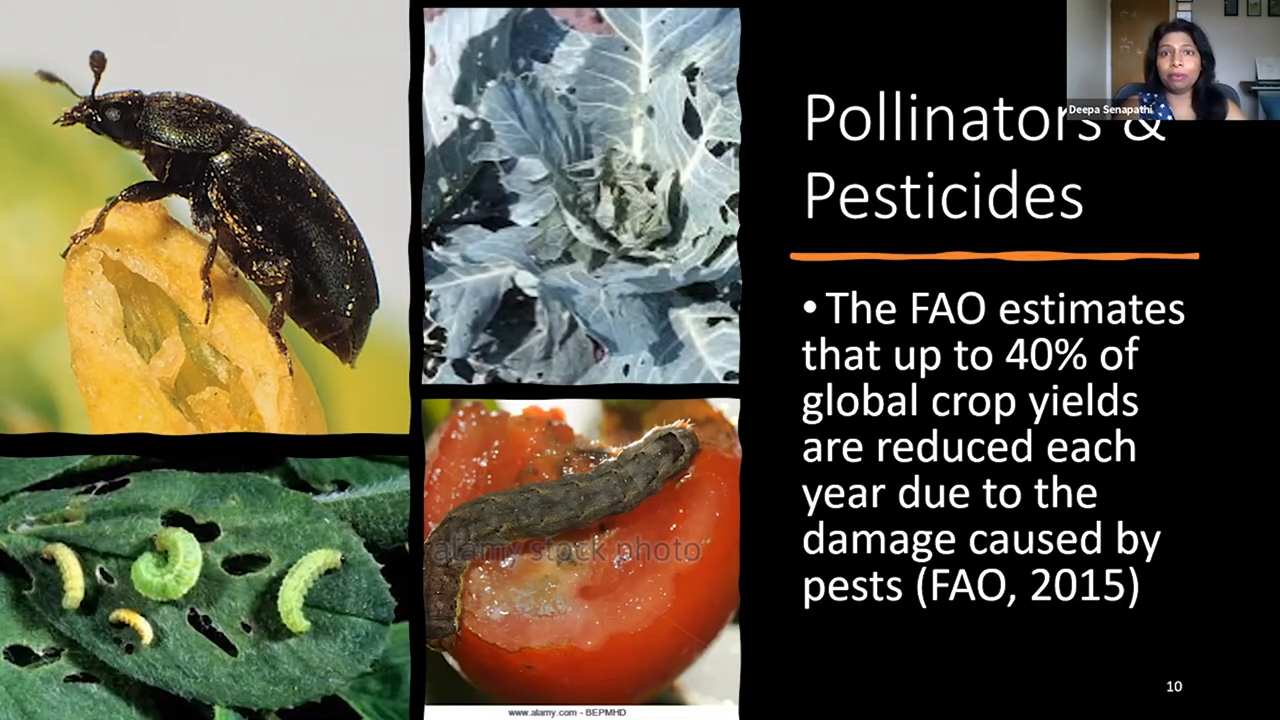 Deepa Senapathi
Pollinators &
Pesticides
• The FAO estimates
that up to 40% of
global crop yields
are reduced each
year due to the
damage caused by
pests (FAO, 2015)
alamy stock photo
www.alamy.com - BEPMHD
10